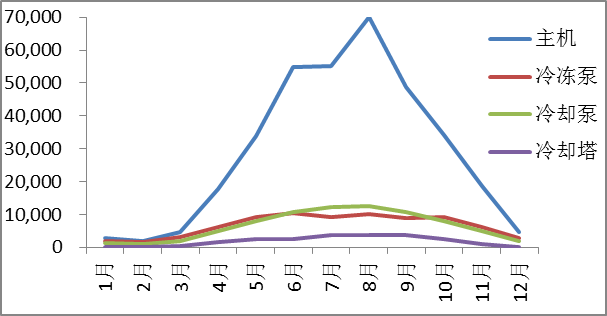 70,000
60,000
50,000
40,000
30,000
20,000
10,000
0
主机
冷冻泵
冷却泵
冷却塔
1月
2月
3月
4月
5月
6月
7月
8月
9月
10月
11月
12月